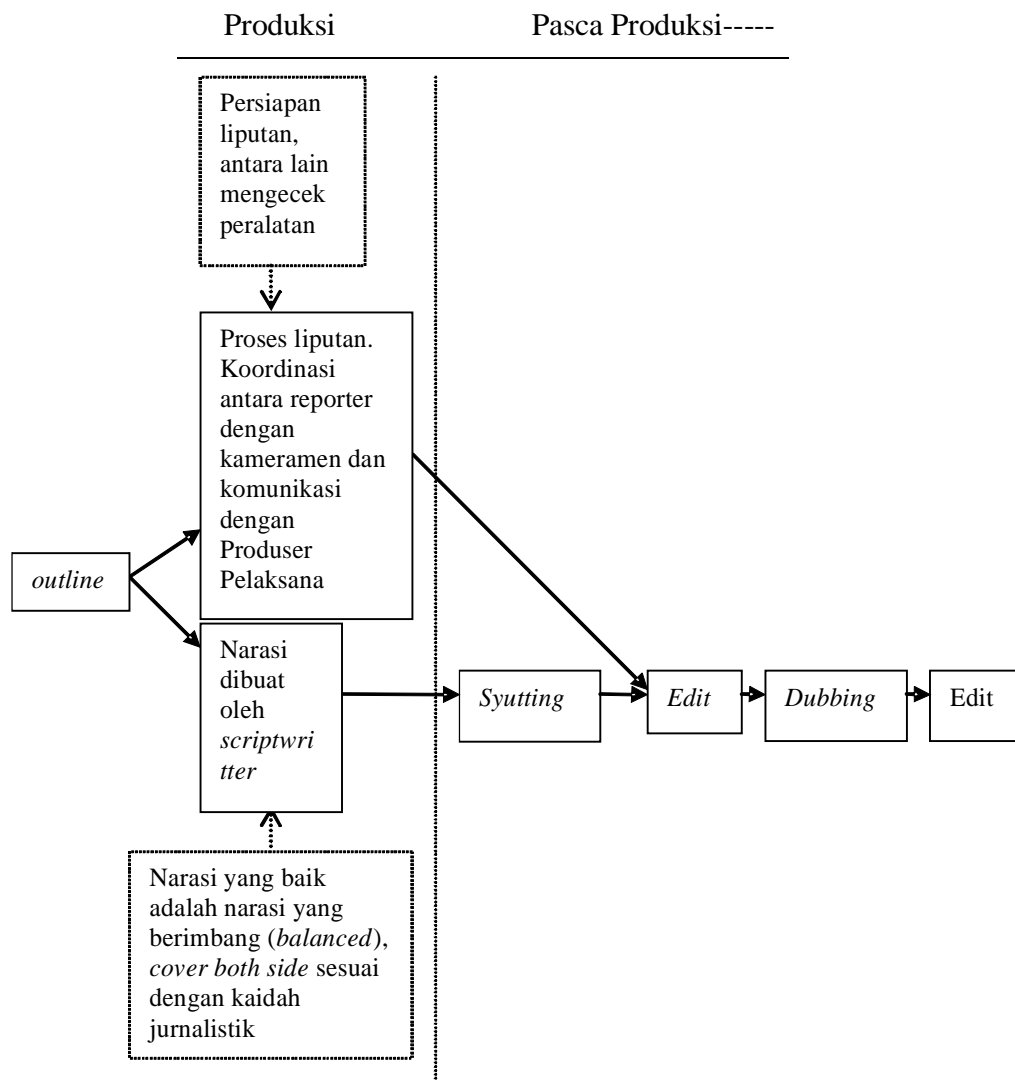 Produksi
Pasca Produksi-----
Persiapan
liputan,
antara lain
mengecek
peralatan
Proses liputan.
Koordinasi
antara reporter
dengan
kameramen dan
komunikasi
dengan
Produser
Pelaksana
outline
Narasi
dibuat
oleh
scriptwri
tter
Syutting
Edit
Dubbing
Edit
Narasi yang baik
adalah narasi yang
berimbang (balanced),
cover both side sesuai
dengan kaidah
jurnalistik